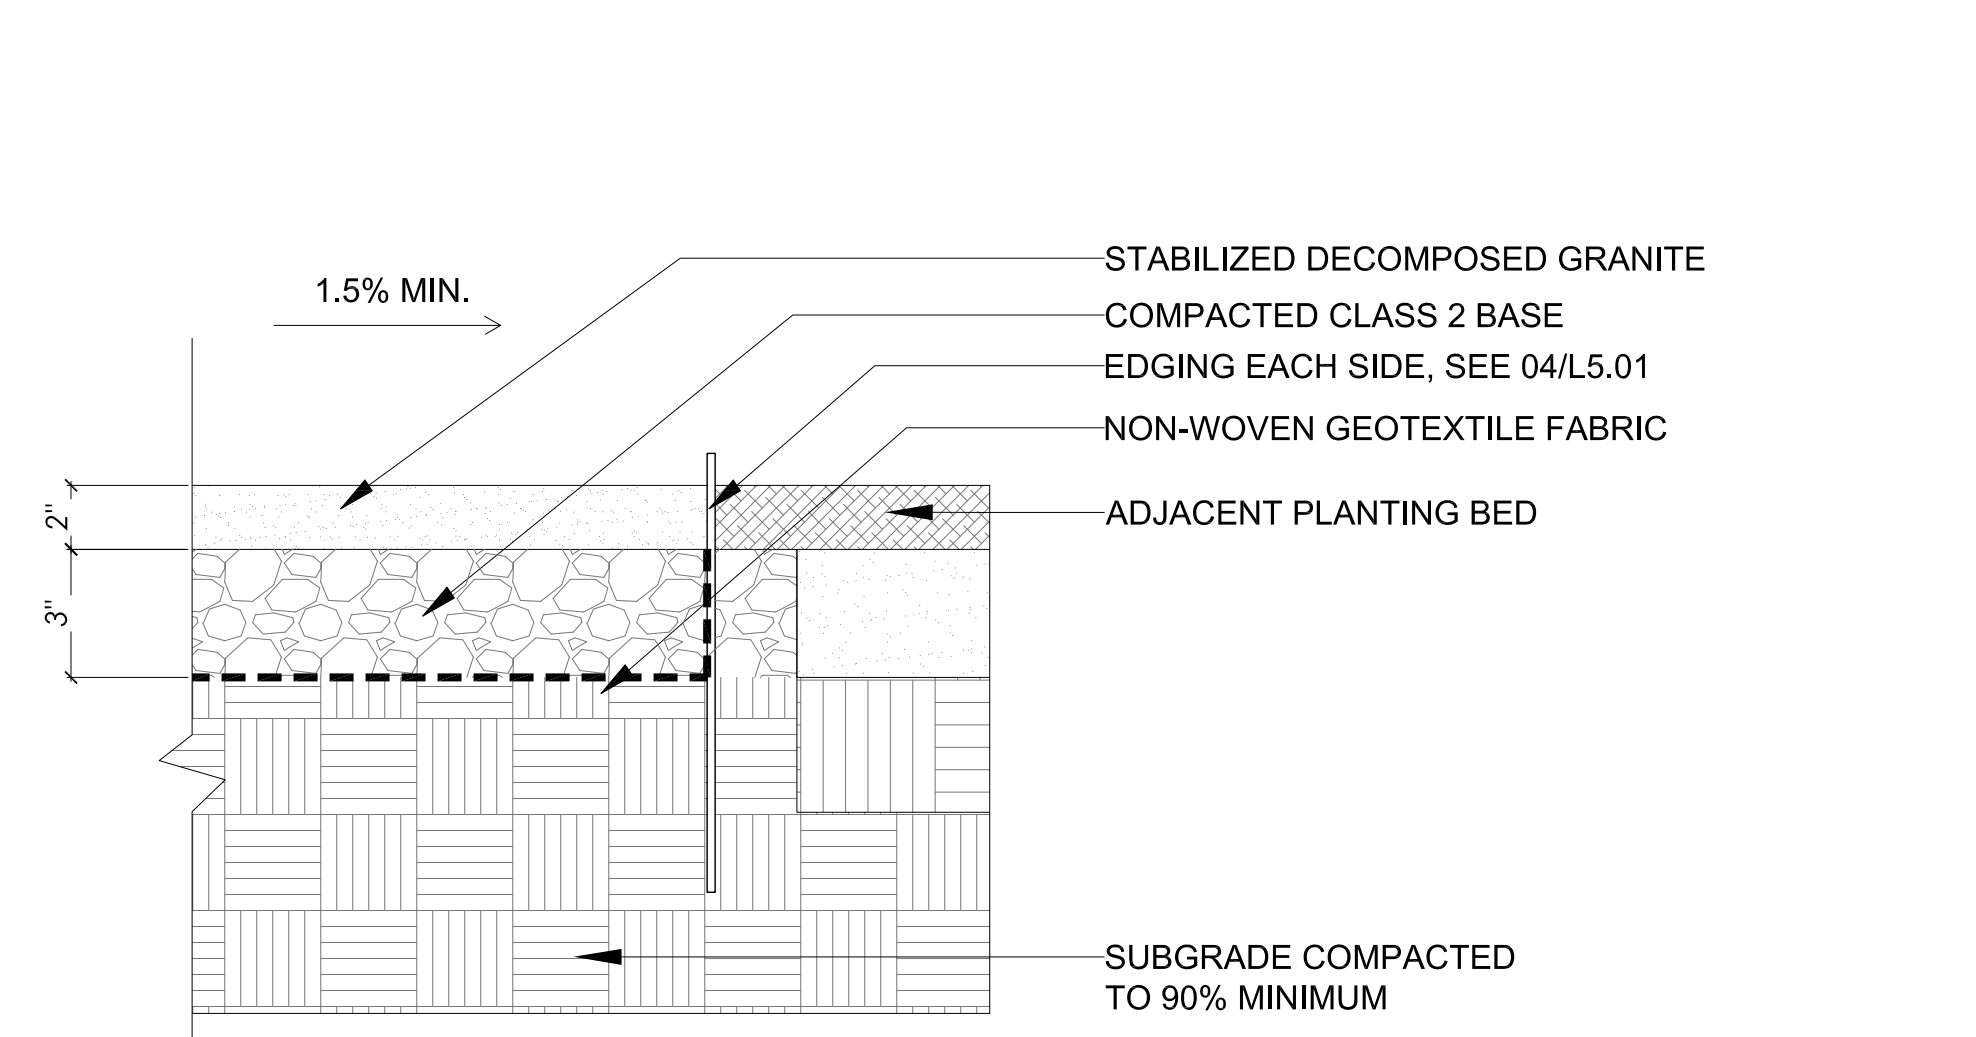 1.5% MIN.
STABILIZED DECOMPOSED GRANITE
COMPACTED CLASS 2 BASE
EDGING EACH SIDE, SEE 04/L5.01
NON-WOVEN GEOTEXTILE FABRIC
2"
ADJACENT PLANTING BED
3"
SUBGRADE COMPACTED
TO 90% MINIMUM